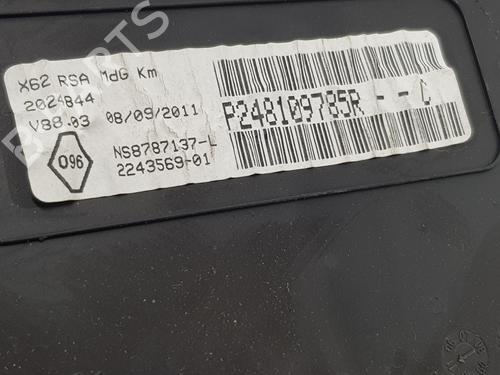 X62 RSA MdG Km
2024844
V88.03 08/09/2011
P248109785R - - C
096
NS8787137-L
2243569-01